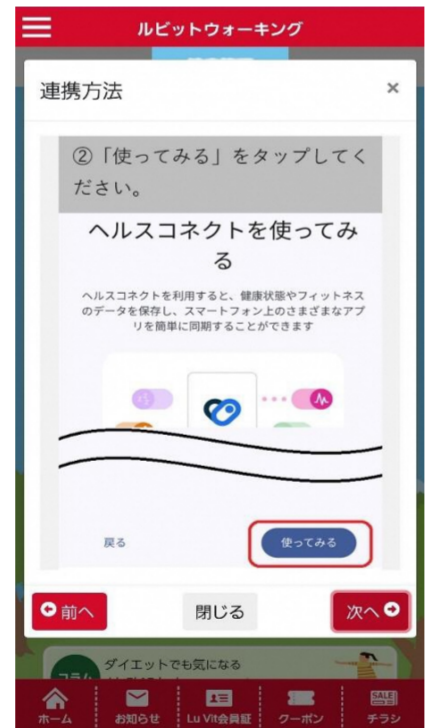 ルビットウォーキング
連携方法
×
②「使ってみる」をタップしてく
ださい。
ヘルスコネクトを使ってみ
る
ヘルスコネクトを利用すると、健康状態やフィットネス
のデータを保存し、スマートフォン上のさまざまなアプ
リを簡単に同期することができます
戻る
使ってみる
前へ
閉じる
次へ
コラム
ダイエットでも気になる
SALE
ホーム
お知らせ
Lu Vit会員証
クーポン
チラシ